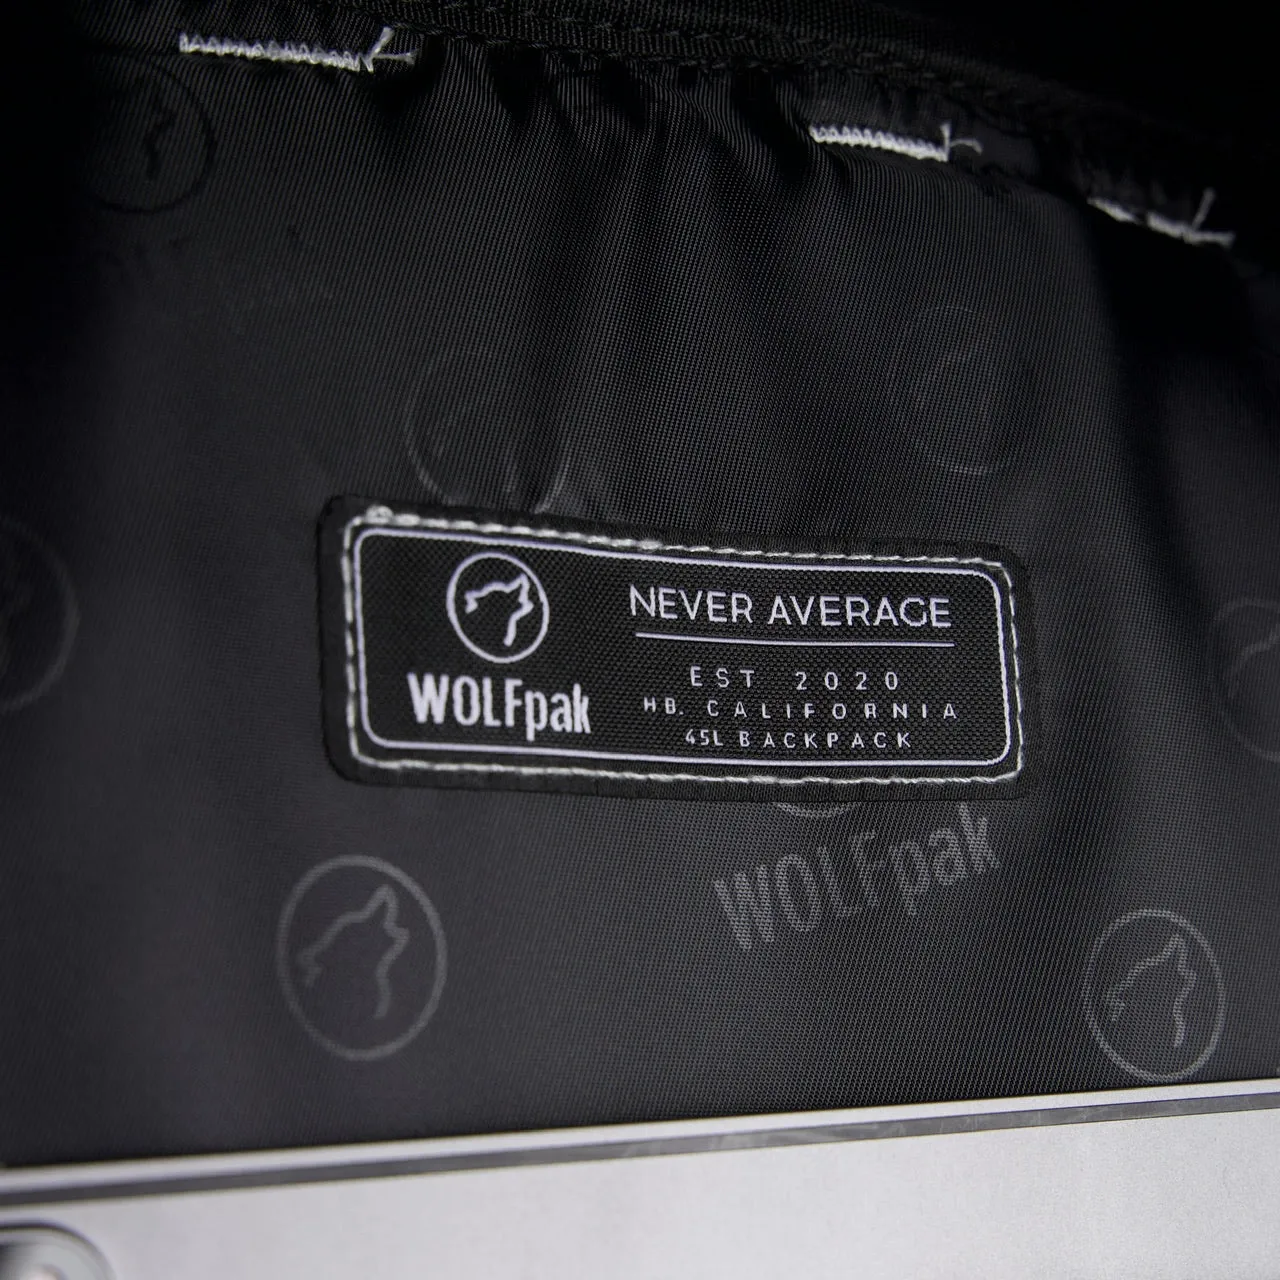 WOLFpak
NEVER AVERAGE
EST 2020
HB. CALIFORNIA
45L BACKPACK
WOLFpak